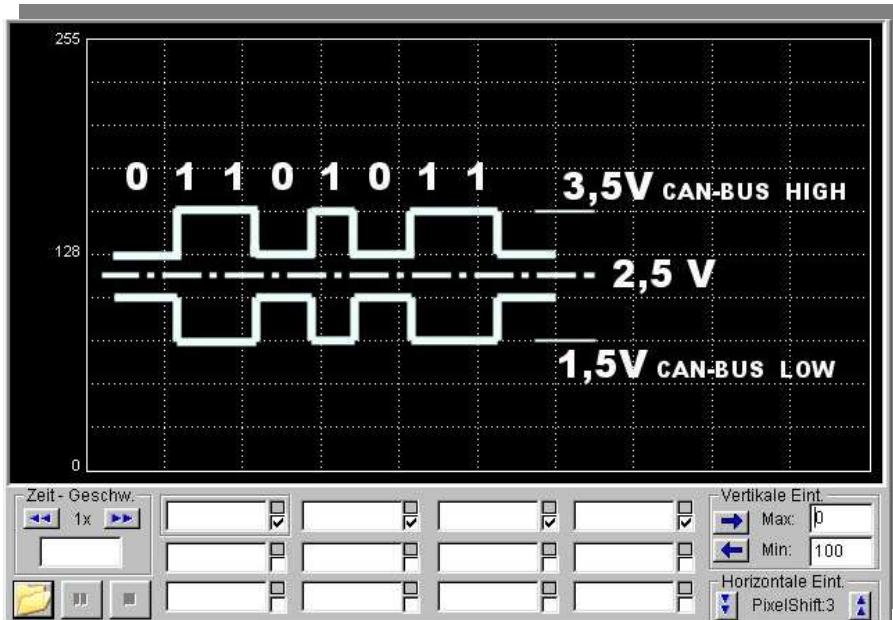 255
0 1 1 0 1 0 1 1
3,5V CAN-BUS HIGH
128
2,5 V
1,5V CAN-BUS LOW
0
Zeit - Geschw.
1x
Vertikale Eint.
Max: 0
Min: 100
Horizontale Eint.
PixelShift:3